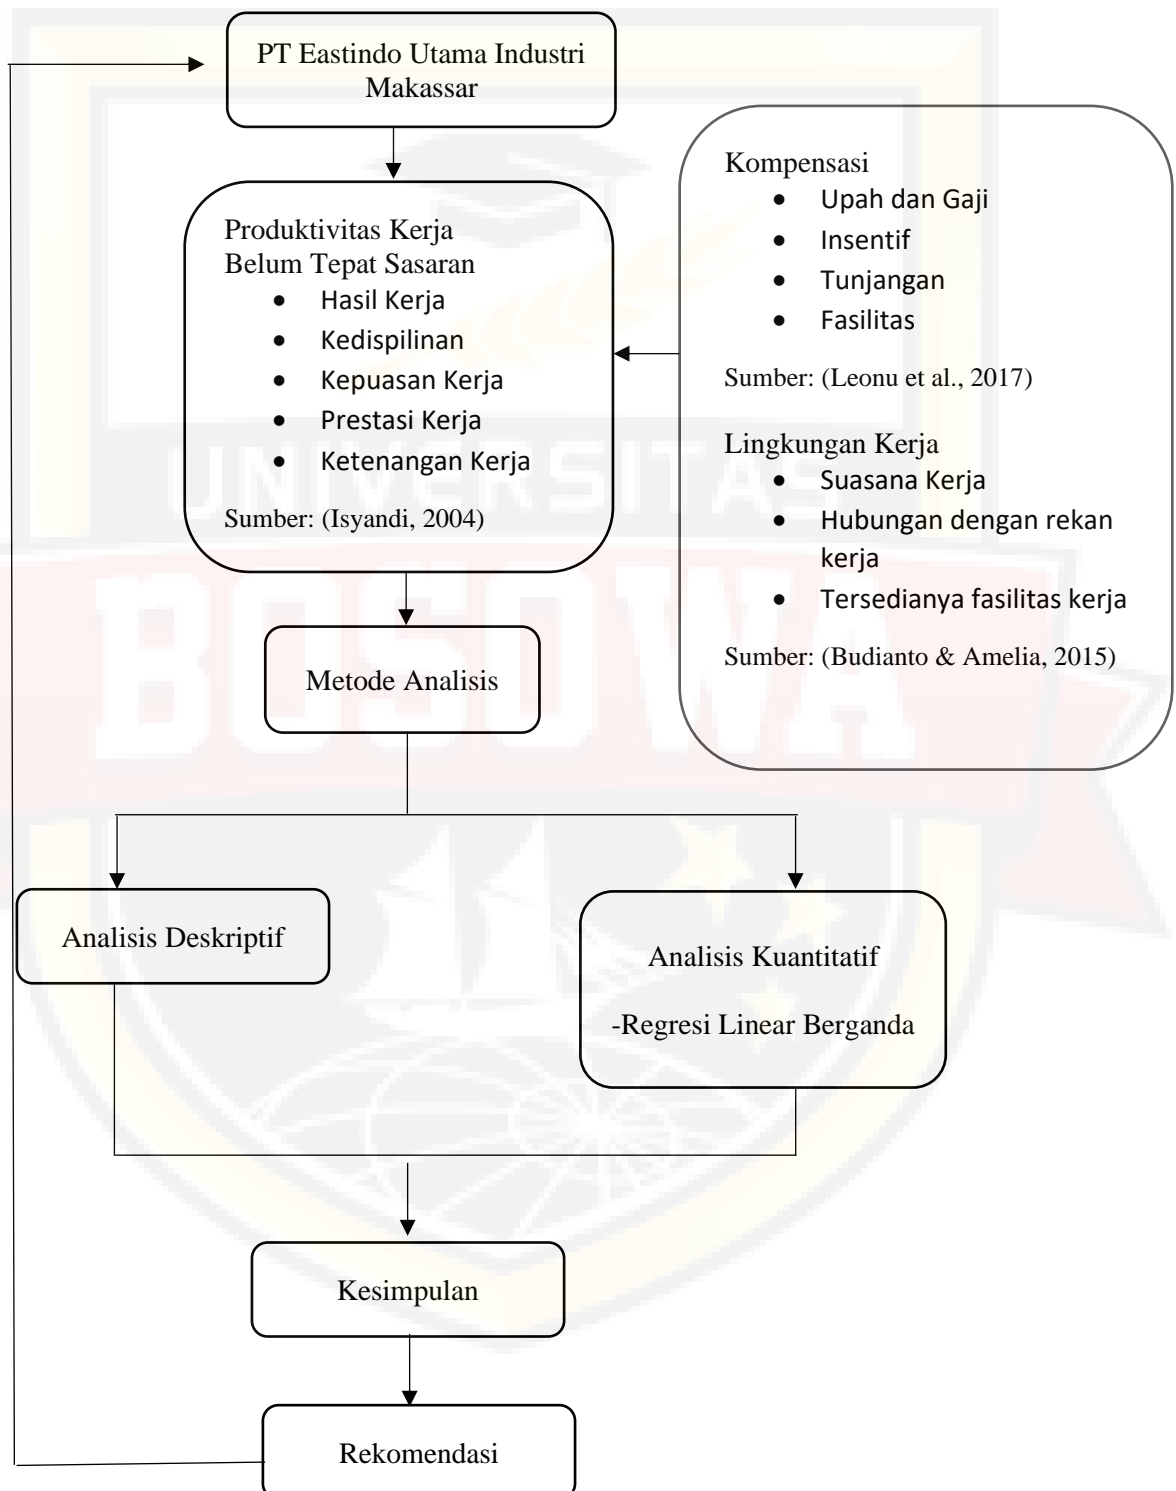 PT Eastindo Utama Industri
Makassar
Produktivitas Kerja
Belum Tepat Sasaran
• Hasil Kerja
• Kedispilinan
• Kepuasan Kerja
• Prestasi Kerja
• Ketenangan Kerja
Sumber: (Isyandi, 2004)
Kompensasi
• Upah dan Gaji
• Insentif
• Tunjangan
• Fasilitas
Sumber: (Leonu et al., 2017)
Lingkungan Kerja
• Suasana Kerja
• Hubungan dengan rekan
kerja
• Tersedianya fasilitas kerja
Sumber: (Budianto & Amelia, 2015)
Metode Analisis
Analisis Deskriptif
Analisis Kuantitatif
-Regresi Linear Berganda
Kesimpulan
Rekomendasi
UNIVERSITAS
BOSOWA